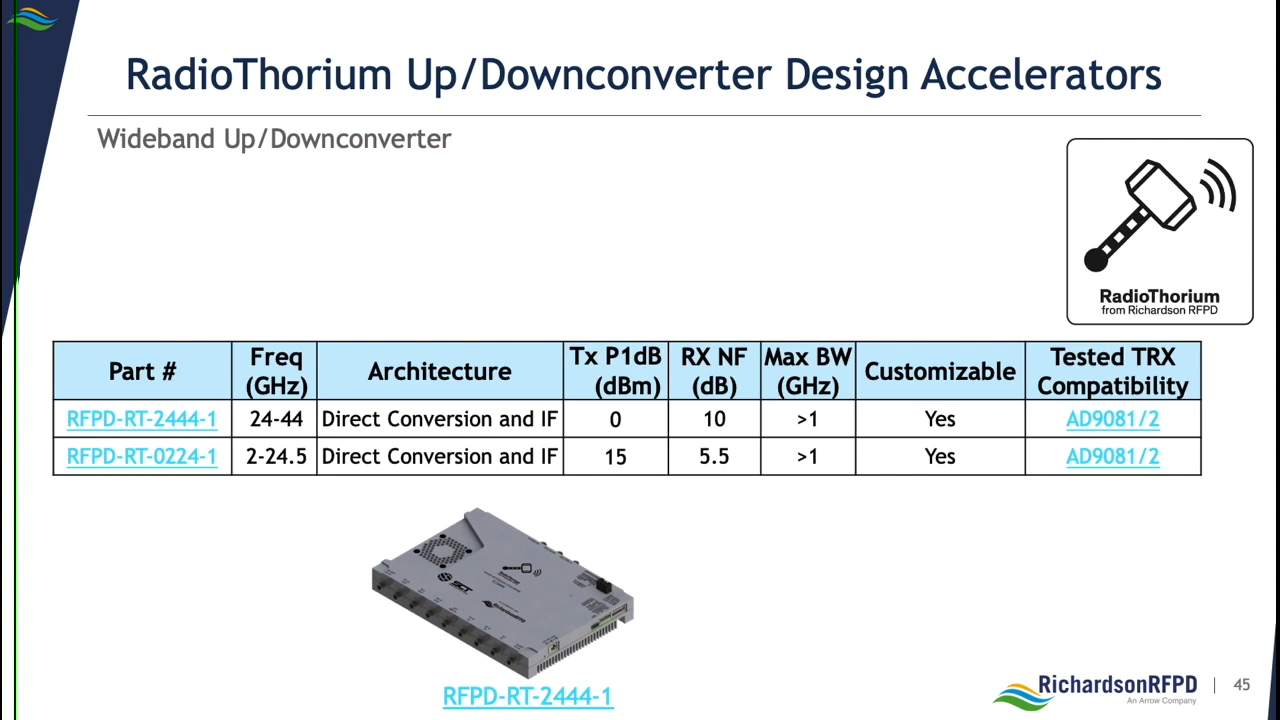 RadioThorium Up/Downconverter Design Accelerators
Wideband Up/Downconverter
RadioThorium
from Richardson RFPD
Part # Freq (GHz) Architecture Tx P1dB (dBm) RX NF (dB) Max BW (GHz) Customizable Tested TRX Compatibility
RFPD-RT-2444-1 24-44 Direct Conversion and IF 0 10 >1 Yes AD9081/2
RFPD-RT-0224-1 2-24.5 Direct Conversion and IF 15 5.5 >1 Yes AD9081/2
SCT
RFPD-RT-2444-1
RichardsonRFPD
An Arrow Company
45